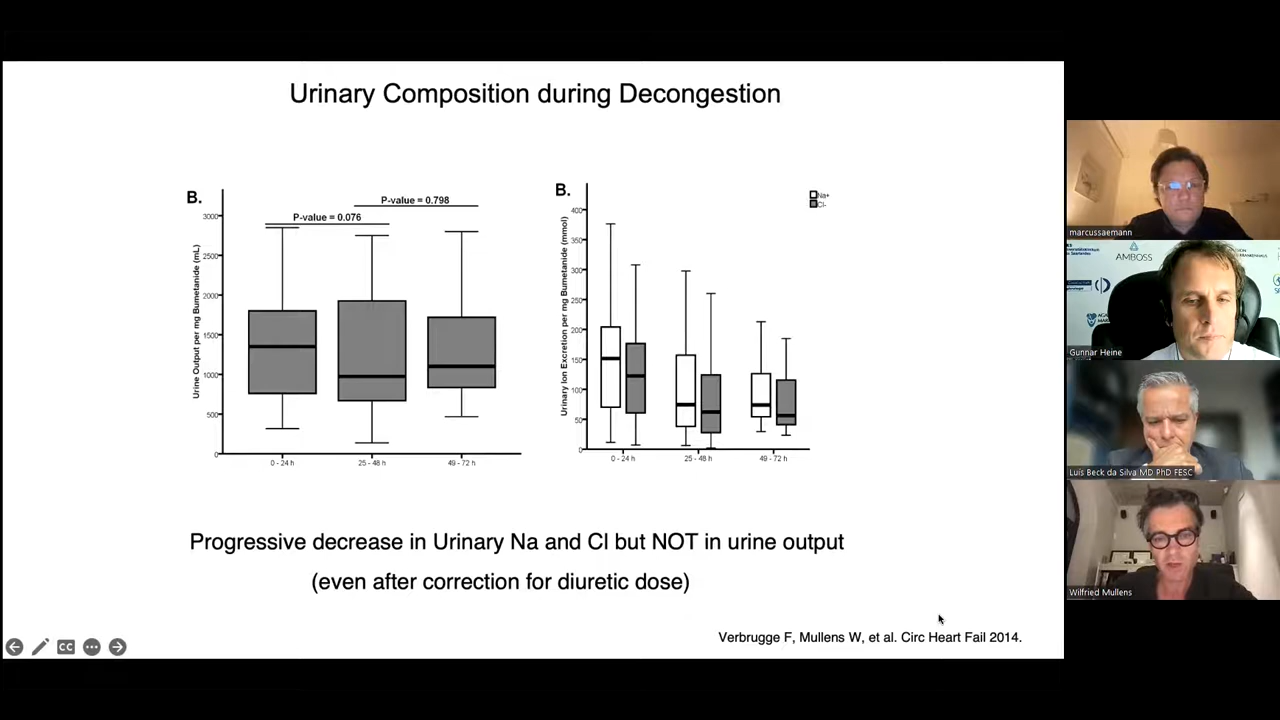 Urinary Composition during Decongestion
B.
P-value = 0.798
P-value = 0.076
Urine Output per mg Bumetanide (mL)
3000
2500
2000
1500
1000
500
0
0 - 24 h
25 - 48 h
49 - 72 h
B.
Na+
Cl-
Urinary Ion Excretion per mg Bumetanide (mmol)
400
350
300
250
200
150
100
50
0
0 - 24 h
25 - 48 h
49 - 72 h
Progressive decrease in Urinary Na and Cl but NOT in urine output
(even after correction for diuretic dose)
Verbrugge F, Mullens W, et al. Circ Heart Fail 2014.
CC
marcussaemann
AMBOSS
Gunnar Heine
Luís Beck da Silva MD PhD FESC
Wilfried Mullens